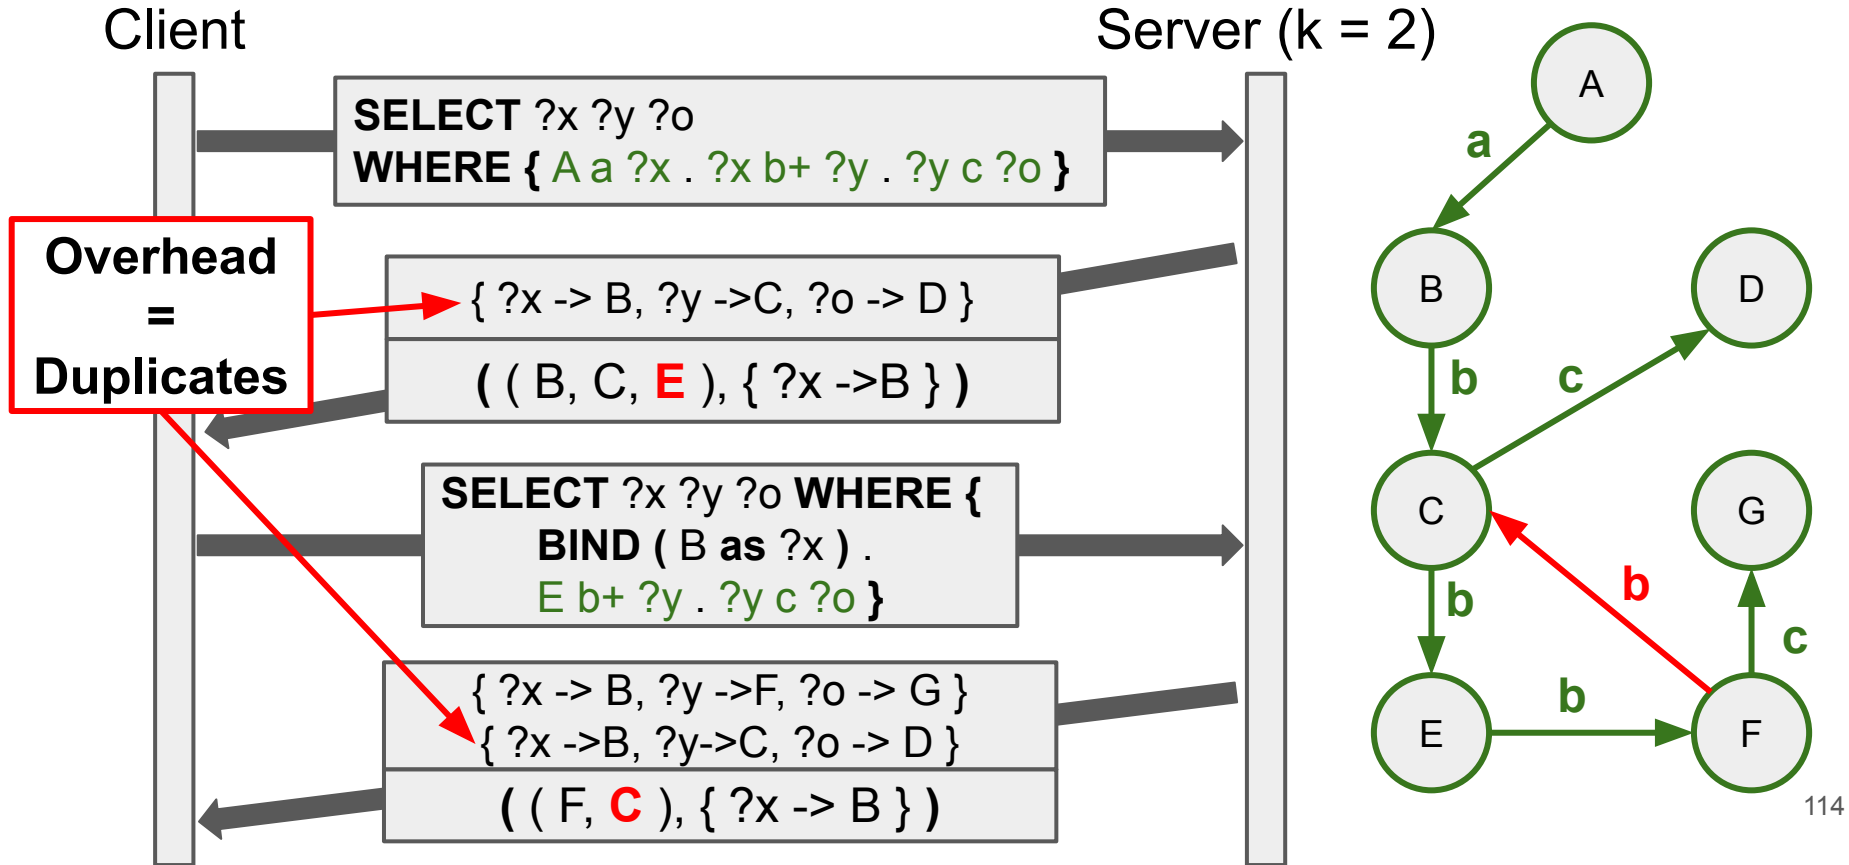 Client
Server (k = 2)
SELECT ?x ?y ?o
WHERE { A a ?x . ?x b+ ?y . ?y c ?o }
Overhead
=
Duplicates
{ ?x -> B, ?y ->C, ?o -> D }
( ( B, C, E ), { ?x ->B } )
SELECT ?x ?y ?o WHERE {
BIND ( B as ?x ) .
E b+ ?y . ?y c ?o }
{ ?x -> B, ?y ->F, ?o -> G }
{ ?x ->B, ?y->C, ?o -> D }
( ( F, C ), { ?x -> B } )
A
a
B
D
b
c
C
G
b
b
c
E
b
F
114